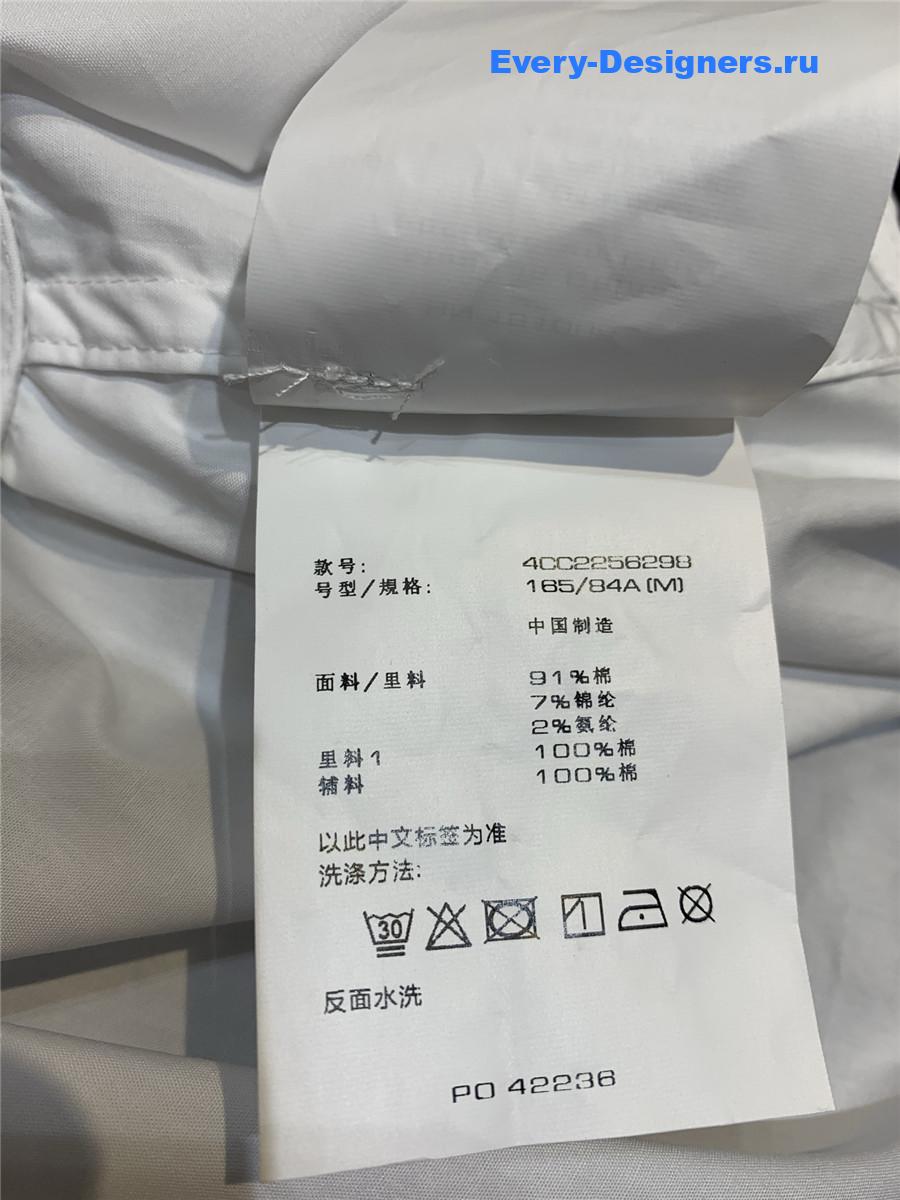 Every-Designers.ru
款号: 4CC2256298
号型/規格: 165/84A (M)
中国制造
面料/里料 91%棉
7%锦纶
2%氨纶
里料1 100%棉
辅料 100%棉
以此中文标签为准
洗涤方法:
30
反面水洗
PO 42236